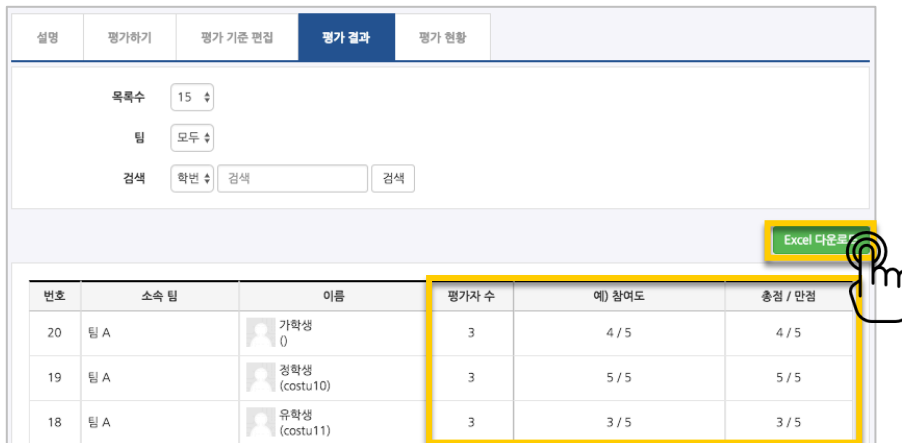 설명 평가하기 평가 기준 편집 평가 결과 평가 현황
목록수 15
팀 모두
검색 학번 검색 검색
Excel 다운로드
번호 소속 팀 이름 평가자 수 예) 참여도 총점 / 만점
20 팀 A 가학생 () 3 4 / 5 4 / 5
19 팀 A 정학생 (costu10) 3 5 / 5 5 / 5
18 팀 A 유학생 (costu11) 3 3 / 5 3 / 5